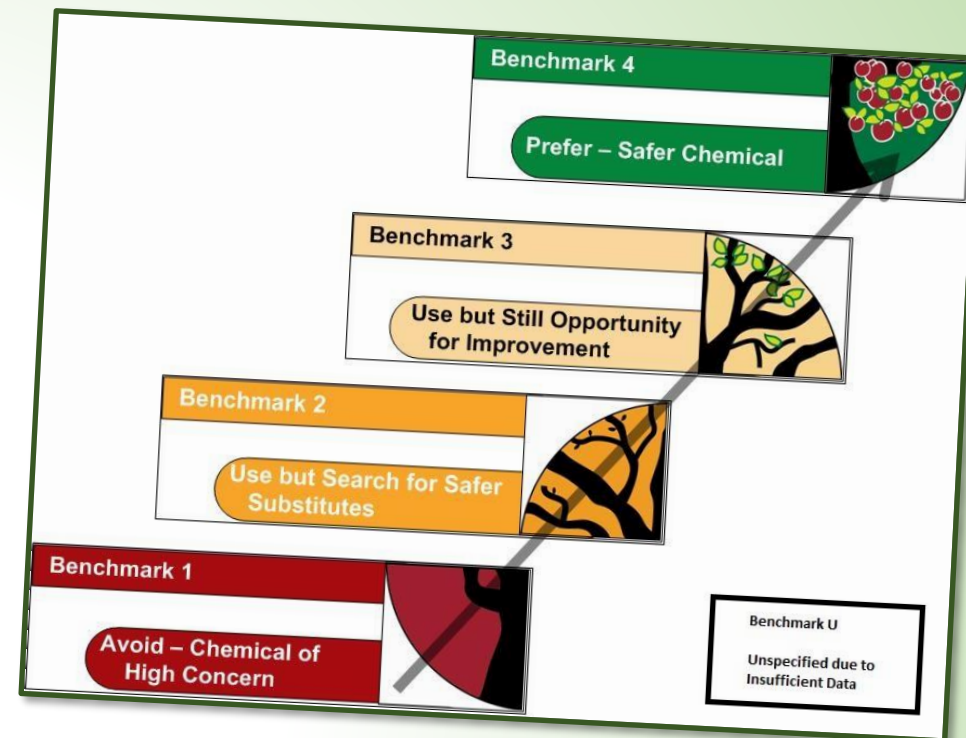 Benchmark 4
Prefer – Safer Chemical
Benchmark 3
Use but Still Opportunity
for Improvement
Benchmark 2
Use but Search for Safer
Substitutes
Benchmark 1
Avoid – Chemical of
High Concern
Benchmark U
Unspecified due to
Insufficient Data